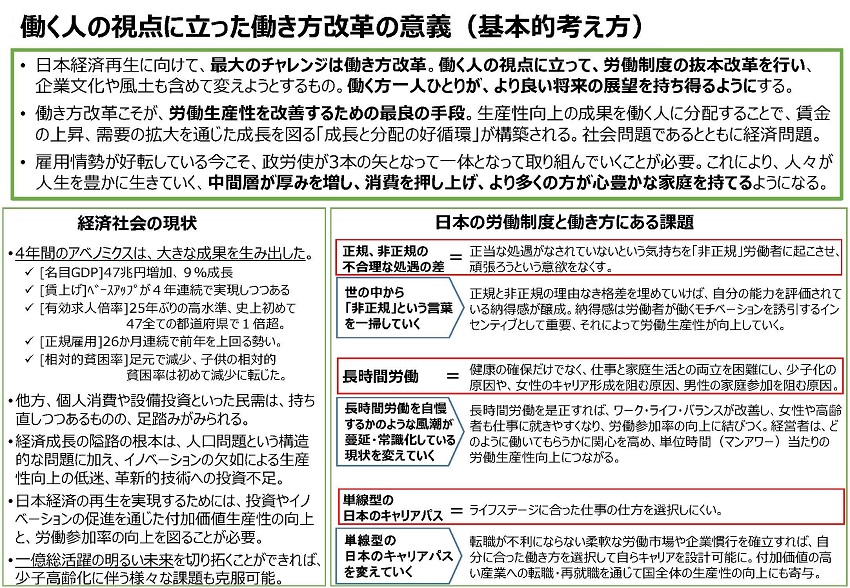 働く人の視点に立った働き方改革の意義（基本的考え方）
• 日本経済再生に向けて、最大のチャレンジは働き方改革。働く人の視点に立って、労働制度の抜本改革を行い、
企業文化や風土も含めて変えようとするもの。働く方一人ひとりが、より良い将来の展望を持ち得るようにする。
• 働き方改革こそが、労働生産性を改善するための最良の手段。生産性向上の成果を働く人に分配することで、賃金
の上昇、需要の拡大を通じた成長を図る「成長と分配の好循環」が構築される。社会問題であるとともに経済問題。
• 雇用情勢が好転している今こそ、政労使が3本の矢となって一体となって取り組んでいくことが必要。これにより、人々が
人生を豊かに生きていく、中間層が厚みを増し、消費を押し上げ、より多くの方が心豊かな家庭を持てるようになる。
経済社会の現状
•4年間のアベノミクスは、大きな成果を生み出した。
✓ [名目GDP]47兆円増加、９％成長
✓ [賃上げ]ﾍﾞｰｽｱｯﾌﾟが４年連続で実現しつつある
✓ [有効求人倍率]25年ぶりの高水準、史上初めて
47全ての都道府県で１倍超。
✓ [正規雇用]26か月連続で前年を上回る勢い。
✓ [相対的貧困率]足元で減少、子供の相対的
貧困率は初めて減少に転じた。
•他方、個人消費や設備投資といった民需は、持ち
直しつつあるものの、足踏みがみられる。
•経済成長の隘路の根本は、人口問題という構造
的な問題に加え、イノベーションの欠如による生産
性向上の低迷、革新的技術への投資不足。
•日本経済の再生を実現するためには、投資やイノ
ベーションの促進を通じた付加価値生産性の向上
と、労働参加率の向上を図ることが必要。
•一億総活躍の明るい未来を切り拓くことができれば、
少子高齢化に伴う様々な課題も克服可能。
日本の労働制度と働き方にある課題
正規、非正規の
不合理な処遇の差
＝
正当な処遇がなされていないという気持ちを「非正規」労働者に起こさせ、
頑張ろうという意欲をなくす。
世の中から
「非正規」という言葉
を一掃していく
正規と非正規の理由なき格差を埋めていけば、自分の能力を評価されて
いる納得感が醸成。納得感は労働者が働くモチベーションを誘引するイン
センティブとして重要、それによって労働生産性が向上していく。
長時間労働
＝
健康の確保だけでなく、仕事と家庭生活との両立を困難にし、少子化の
原因や、女性のキャリア形成を阻む原因、男性の家庭参加を阻む原因。
長時間労働を自慢
するかのような風潮が
蔓延・常識化している
現状を変えていく
長時間労働を是正すれば、ワーク・ライフ・バランスが改善し、女性や高齢
者も仕事に就きやすくなり、労働参加率の向上に結びつく。経営者は、ど
のように働いてもらうかに関心を高め、単位時間（マンアワー）当たりの
労働生産性向上につながる。
単線型の
日本のキャリアパス
＝
ライフステージに合った仕事の仕方を選択しにくい。
単線型の
日本のキャリアパス
を変えていく
転職が不利にならない柔軟な労働市場や企業慣行を確立すれば、自
分に合った働き方を選択して自らキャリアを設計可能に。付加価値の高
い産業への転職・再就職を通じて国全体の生産性の向上にも寄与。